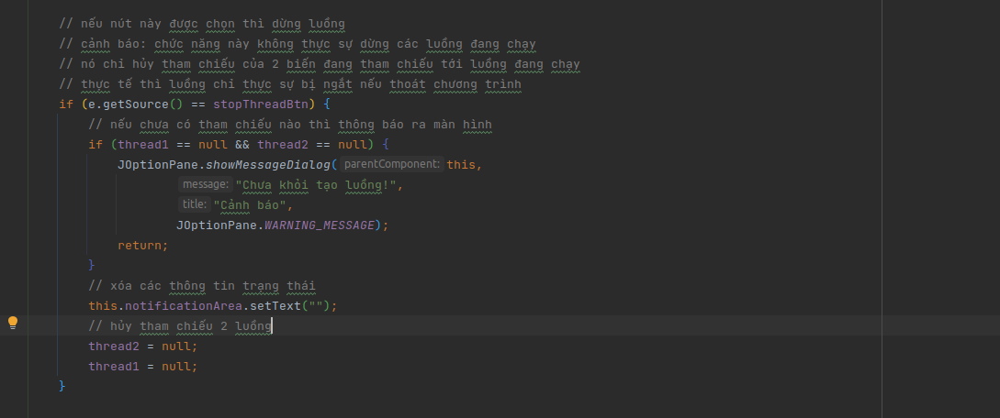 // nếu nút này được chọn thì dừng luồng
// cảnh báo: chức năng này không thực sự dừng các luồng đang chạy
// nó chỉ hủy tham chiếu của 2 biến đang tham chiếu tới luồng đang chạy
// thực tế thì luồng chỉ thực sự bị ngắt nếu thoát chương trình
if (e.getSource() == stopThreadBtn) {
// nếu chưa có tham chiếu nào thì thông báo ra màn hình
if (thread1 == null && thread2 == null) {
JOptionPane.showMessageDialog( parentComponent: this,
message: "Chưa khỏi tạo luồng!",
title: "Cảnh báo",
JOptionPane.WARNING_MESSAGE);
return;
}
// xóa các thông tin trạng thái
this.notificationArea.setText("");
// hủy tham chiếu 2 luồng
thread2 = null;
thread1 = null;
}